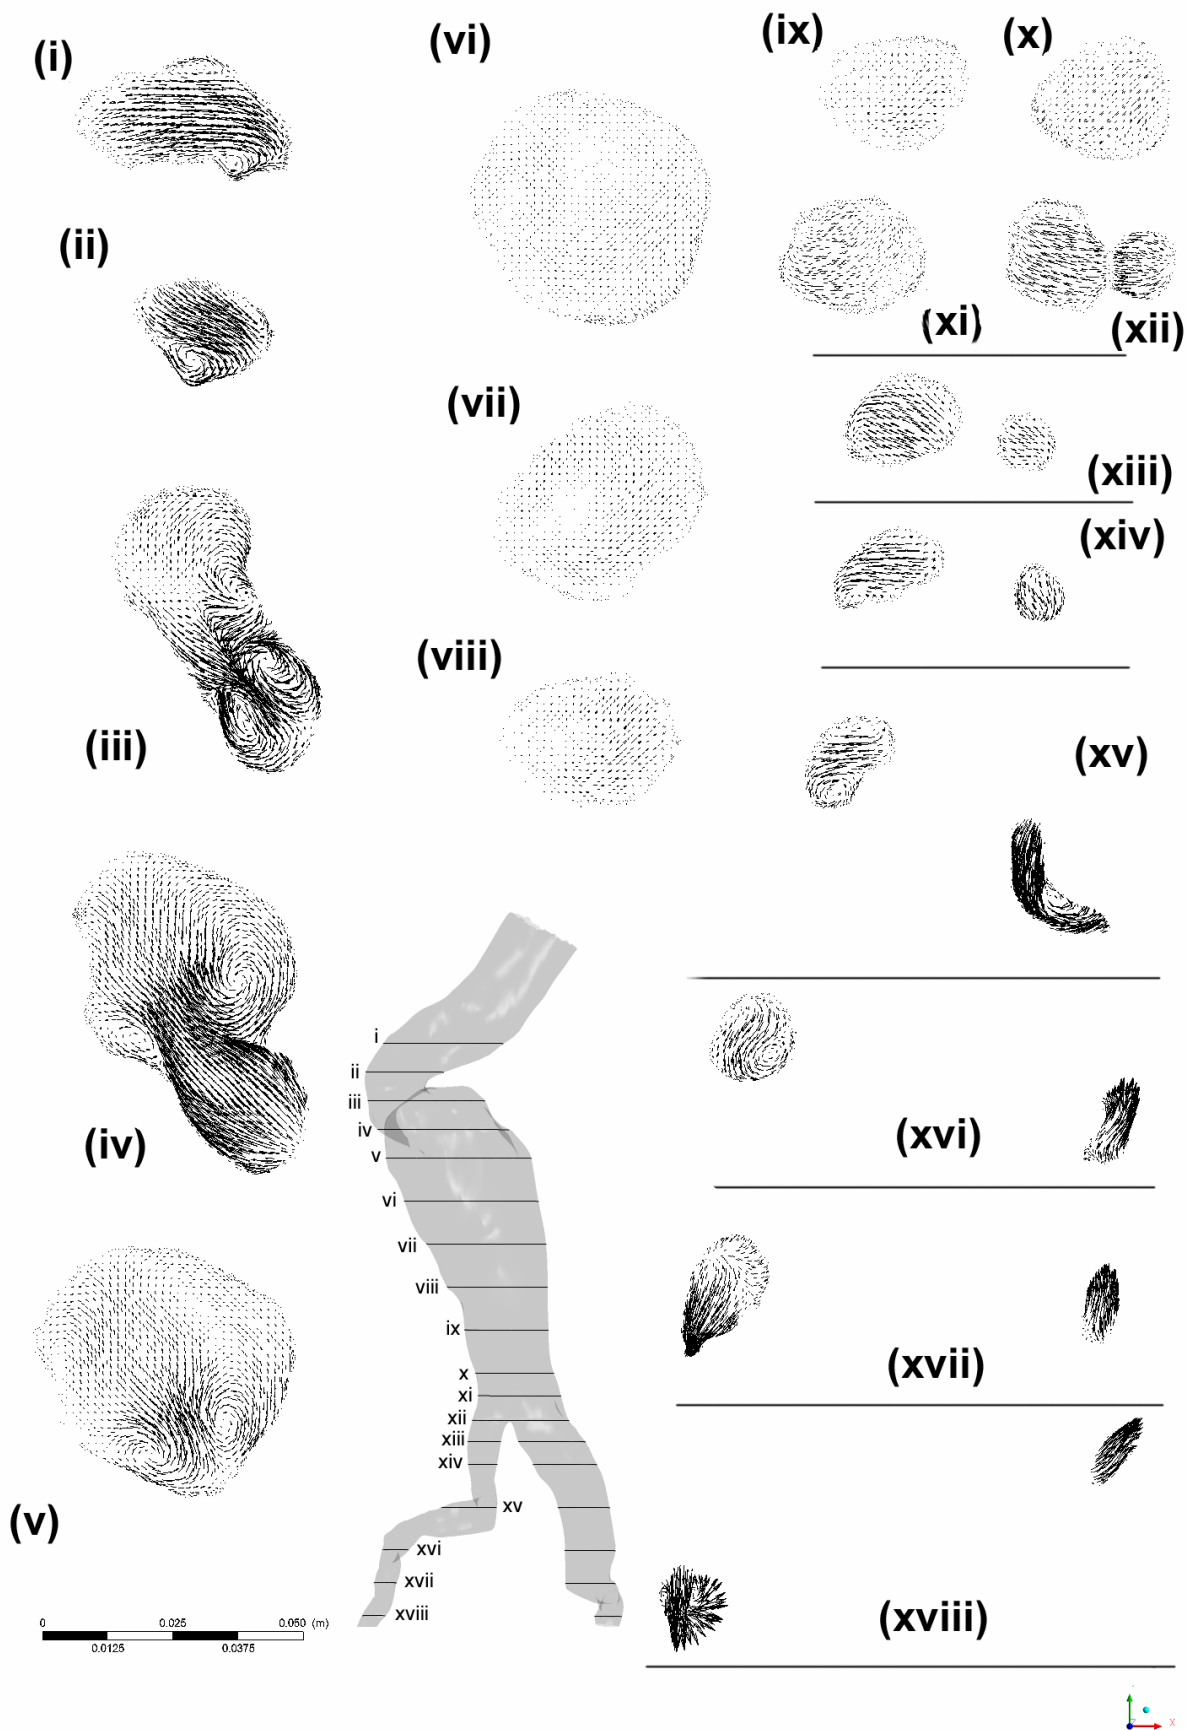 (i)
(ii)
(iii)
(iv)
(v)
(vi)
(vii)
(viii)
(ix)
(x)
(xi)
(xii)
(xiii)
(xiv)
(xv)
(xvi)
(xvii)
(xviii)
i
ii
iii
iv
v
vi
vii
viii
ix
x
xi
xii
xiii
xiv
xv
xvi
xvii
xviii
0 0.025 0.050 (m)
0.0125 0.0375
X